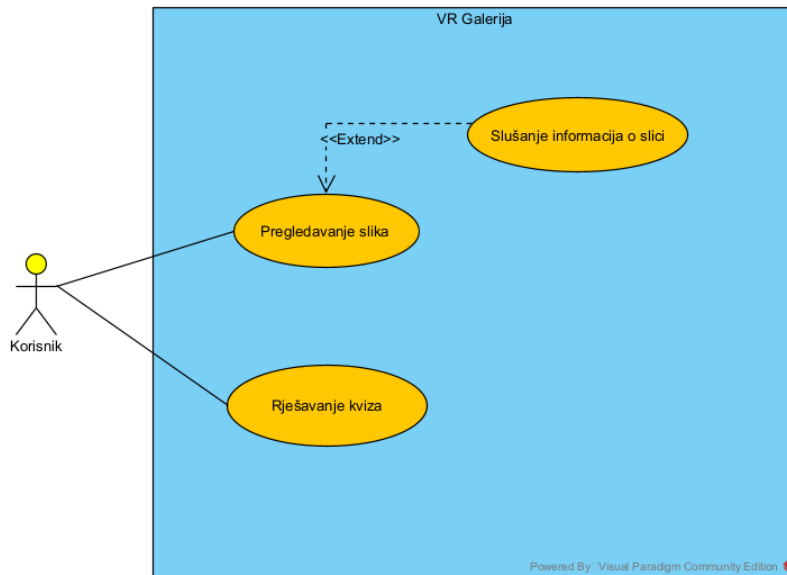 VR Galerija
Slušanje informacija o slici
<<Extend>>
Pregledavanje slika
Korisnik
Rješavanje kviza
Powered By: Visual Paradigm Community Edition